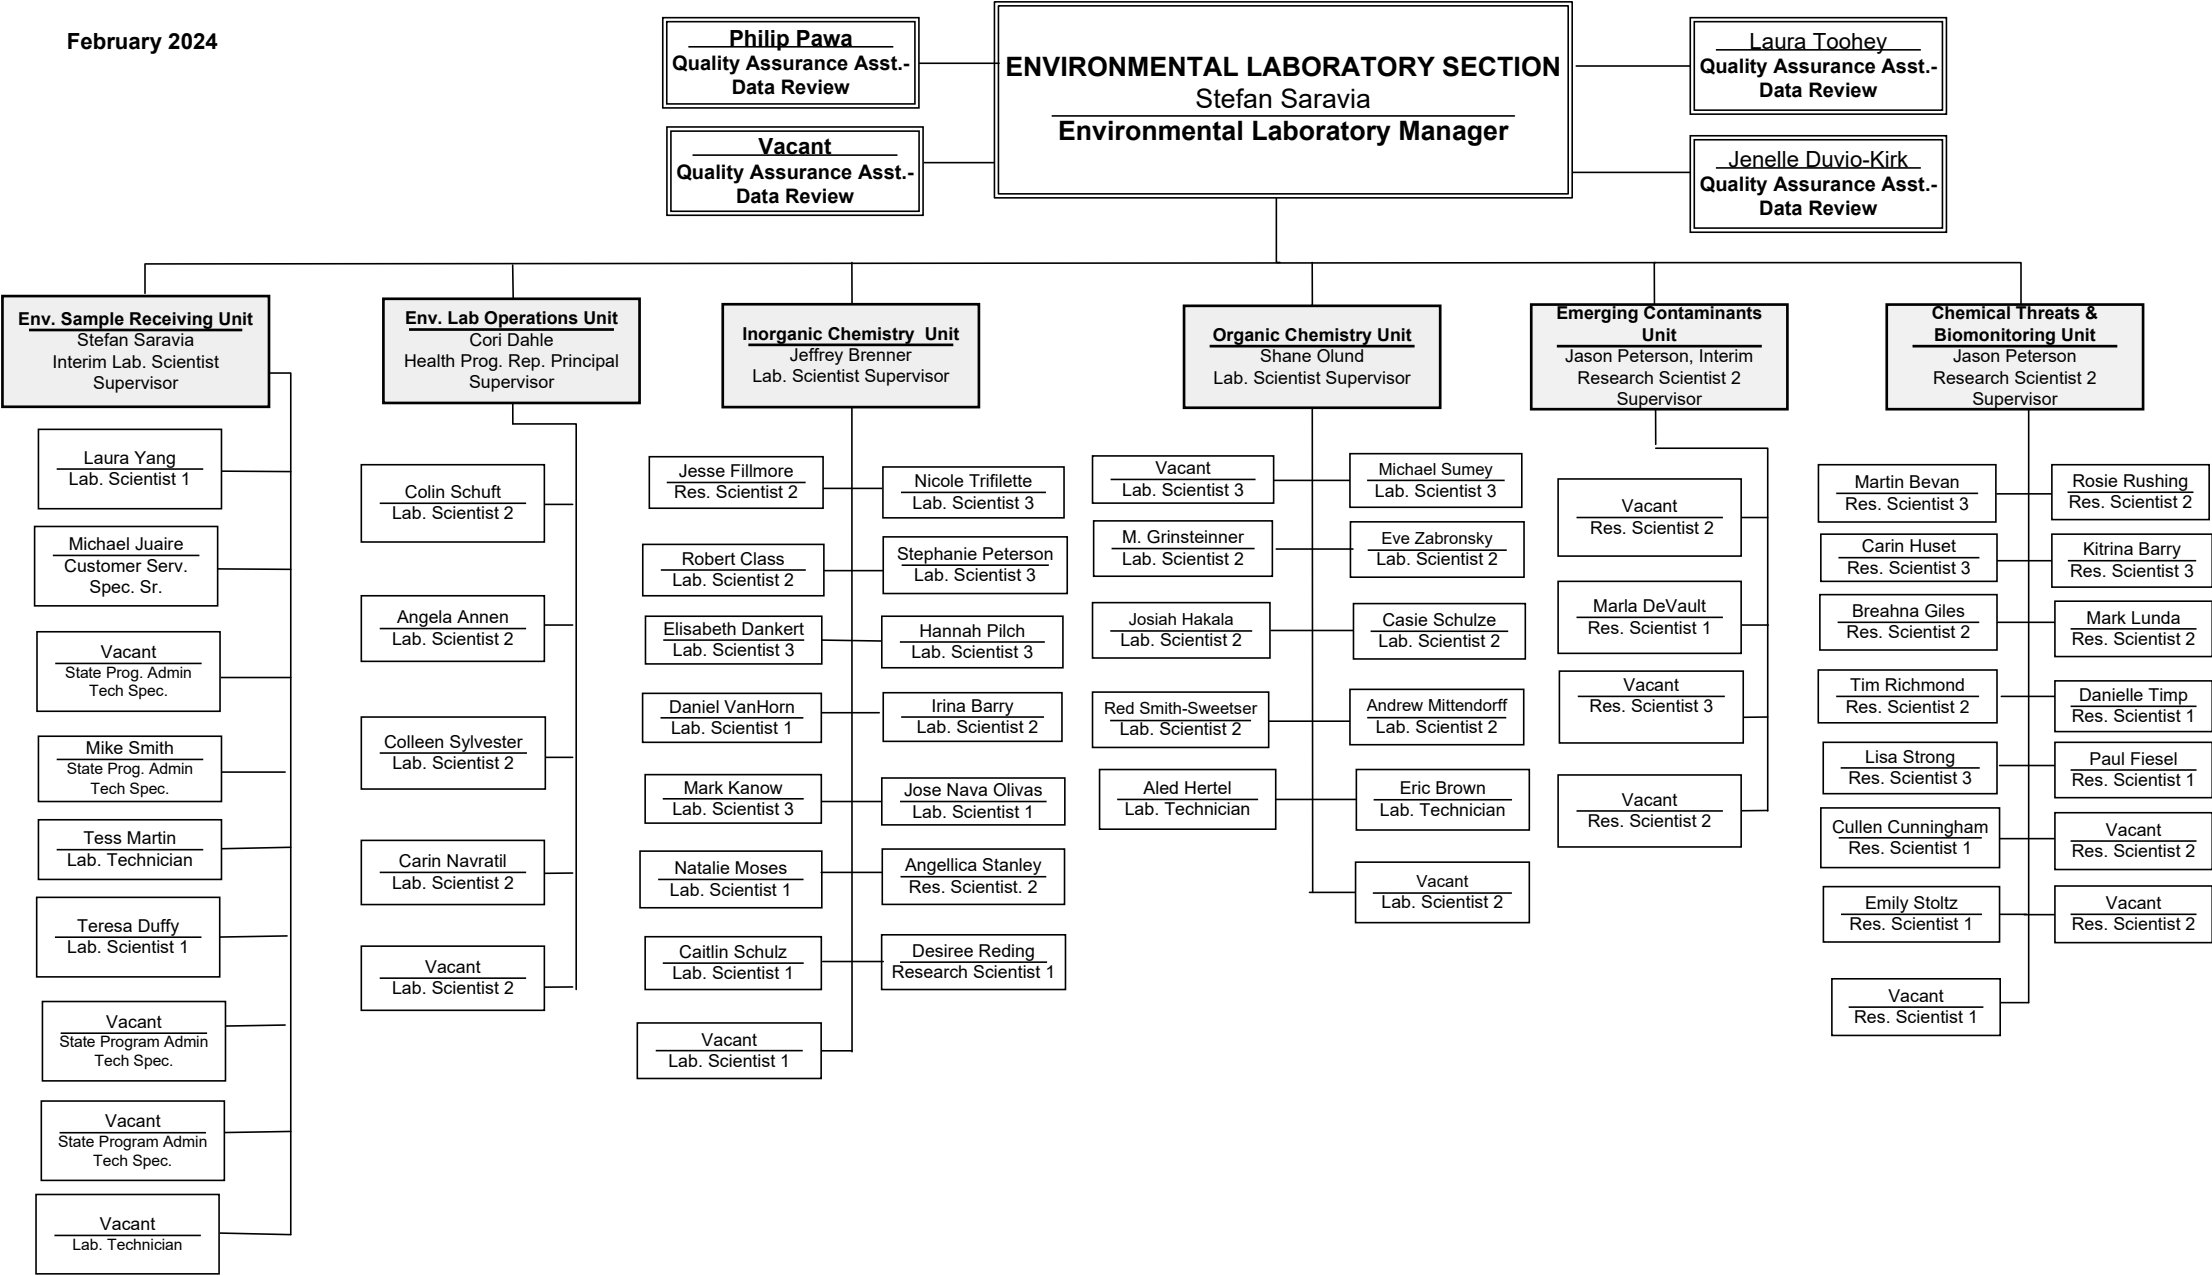 February 2024
Philip Pawa
Quality Assurance Asst.-
Data Review
Vacant
Quality Assurance Asst.-
Data Review
ENVIRONMENTAL LABORATORY SECTION
Stefan Saravia
Environmental Laboratory Manager
Laura Toohey
Quality Assurance Asst.-
Data Review
Jenelle Duvio-Kirk
Quality Assurance Asst.-
Data Review
Env. Sample Receiving Unit
Stefan Saravia
Interim Lab. Scientist
Supervisor
Laura Yang
Lab. Scientist 1
Michael Juaire
Customer Serv.
Spec. Sr.
Vacant
State Prog. Admin
Tech Spec.
Mike Smith
State Prog. Admin
Tech Spec.
Tess Martin
Lab. Technician
Teresa Duffy
Lab. Scientist 1
Vacant
State Program Admin
Tech Spec.
Vacant
State Program Admin
Tech Spec.
Vacant
Lab. Technician
Env. Lab Operations Unit
Cori Dahle
Health Prog. Rep. Principal
Supervisor
Colin Schuft
Lab. Scientist 2
Angela Annen
Lab. Scientist 2
Colleen Sylvester
Lab. Scientist 2
Carin Navratil
Lab. Scientist 2
Vacant
Lab. Scientist 2
Inorganic Chemistry Unit
Jeffrey Brenner
Lab. Scientist Supervisor
Jesse Fillmore
Res. Scientist 2
Nicole Trifilette
Lab. Scientist 3
Robert Class
Lab. Scientist 2
Stephanie Peterson
Lab. Scientist 3
Elisabeth Dankert
Lab. Scientist 3
Hannah Pilch
Lab. Scientist 3
Daniel VanHorn
Lab. Scientist 1
Irina Barry
Lab. Scientist 2
Mark Kanow
Lab. Scientist 3
Jose Nava Olivas
Lab. Scientist 1
Natalie Moses
Lab. Scientist 1
Angellica Stanley
Res. Scientist. 2
Caitlin Schulz
Lab. Scientist 1
Desiree Reding
Research Scientist 1
Vacant
Lab. Scientist 1
Organic Chemistry Unit
Shane Olund
Lab. Scientist Supervisor
Vacant
Lab. Scientist 3
Michael Sumey
Lab. Scientist 3
M. Grinsteinner
Lab. Scientist 2
Eve Zabronsky
Lab. Scientist 2
Josiah Hakala
Lab. Scientist 2
Casie Schulze
Lab. Scientist 2
Red Smith-Sweetser
Lab. Scientist 2
Andrew Mittendorff
Lab. Scientist 2
Aled Hertel
Lab. Technician
Eric Brown
Lab. Technician
Vacant
Lab. Scientist 2
Emerging Contaminants
Unit
Jason Peterson, Interim
Research Scientist 2
Supervisor
Vacant
Res. Scientist 2
Marla DeVault
Res. Scientist 1
Vacant
Res. Scientist 3
Vacant
Res. Scientist 2
Chemical Threats &
Biomonitoring Unit
Jason Peterson
Research Scientist 2
Supervisor
Martin Bevan
Res. Scientist 3
Rosie Rushing
Res. Scientist 2
Carin Huset
Res. Scientist 3
Kitrina Barry
Res. Scientist 3
Breahna Giles
Res. Scientist 2
Mark Lunda
Res. Scientist 2
Tim Richmond
Res. Scientist 2
Danielle Timp
Res. Scientist 1
Lisa Strong
Res. Scientist 3
Paul Fiesel
Res. Scientist 1
Cullen Cunningham
Res. Scientist 1
Vacant
Res. Scientist 2
Emily Stoltz
Res. Scientist 1
Vacant
Res. Scientist 2
Vacant
Res. Scientist 1